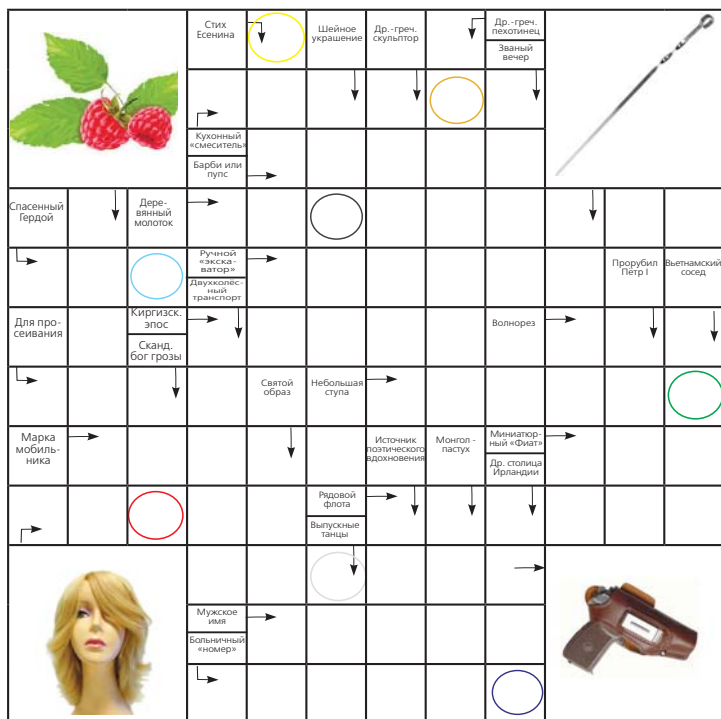 Стих
Есенина
Шейное
украшение
Др.-греч.
скульптор
Др.-греч.
пехотинец
Званый
вечер
Кухонный
«смеситель»
Барби или
пупс
Спасенный
Гердой
Дере-
вянный
молоток
Ручной
«экска-
ватор»
Двухколёс-
ный
транспорт
Прорубил
Пётр I
Вьетнамский
сосед
Для про-
сеивания
Киргизск.
эпос
Сканд.
бог грозы
Волнорез
Святой
образ
Небольшая
ступа
Марка
мобиль-
ника
Источник
поэтического
вдохновения
Монгол -
пастух
Миниатюр-
ный «Фиат»
Др. столица
Ирландии
Рядовой
флота
Выпускные
танцы
Мужское
имя
Больничный
«номер»